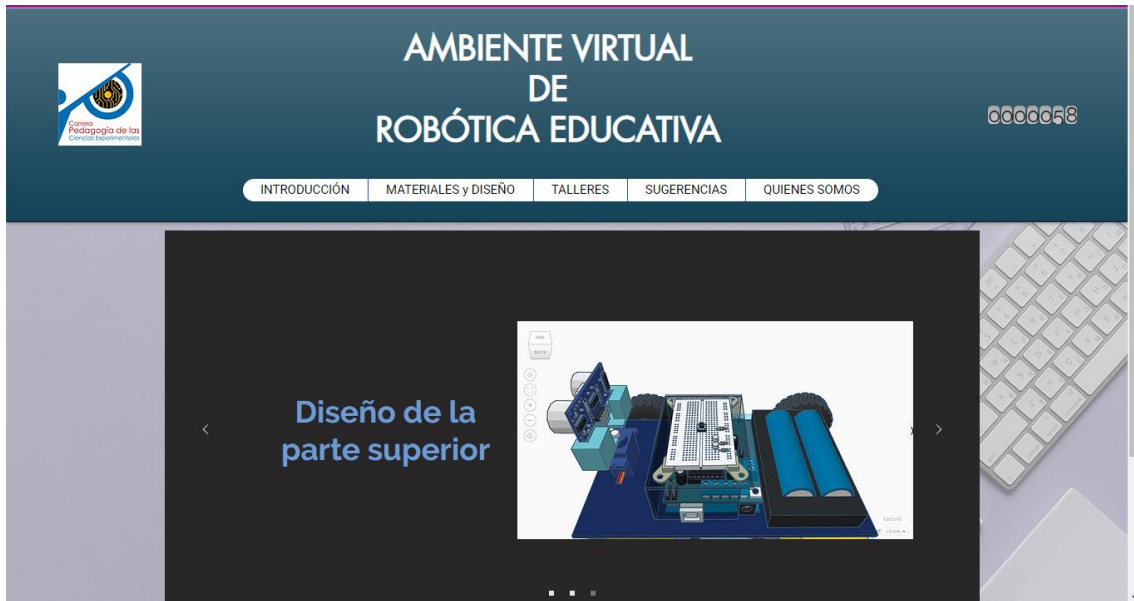 AMBIENTE VIRTUAL
DE
ROBÓTICA EDUCATIVA
Carrera
Pedagogía de las
Ciencias Experimentales
0000058
INTRODUCCIÓN
MATERIALES y DISEÑO
TALLERES
SUGERENCIAS
QUIENES SOMOS
Diseño de la
parte superior
BACK